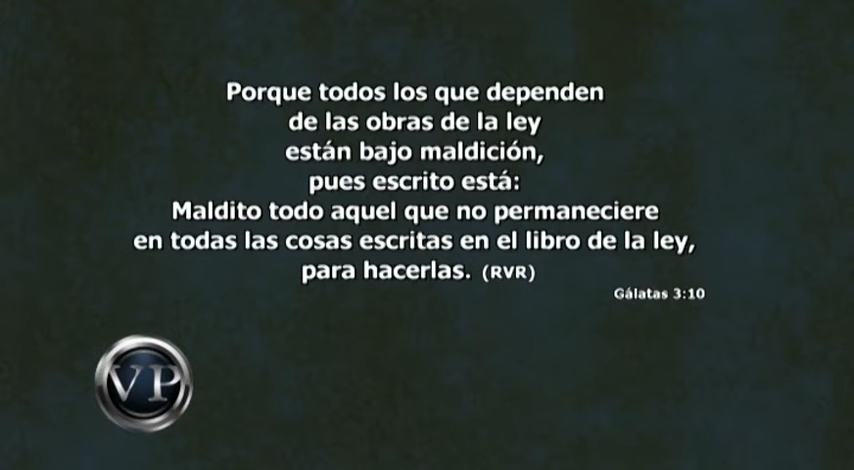 Porque todos los que dependen
de las obras de la ley
están bajo maldición,
pues escrito está:
Maldito todo aquel que no permaneciere
en todas las cosas escritas en el libro de la ley,
para hacerlas. (RVR)
Gálatas 3:10
VP